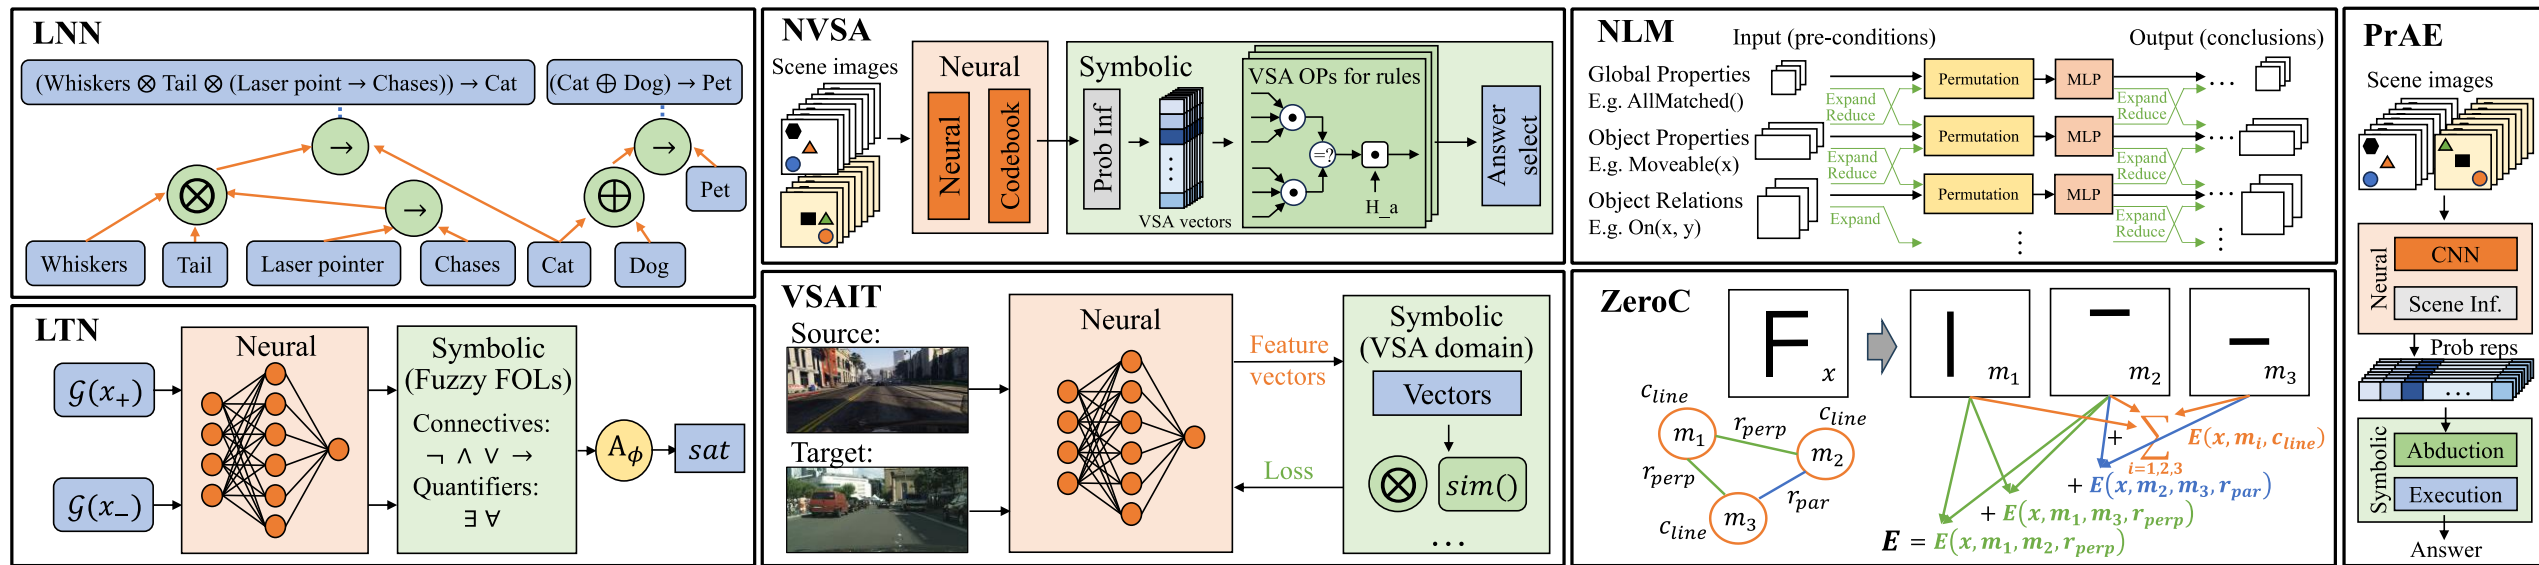 LNN
(Whiskers ⊗ Tail ⊗ (Laser point → Chases)) → Cat
(Cat ⊕ Dog) → Pet
→
→
⊗
→
⊕
Pet
Whiskers
Tail
Laser pointer
Chases
Cat
Dog
LTN
𝒢(x₊)
𝒢(x₋)
Neural
Symbolic
(Fuzzy FOLs)
Connectives:
¬ ∧ ∨ →
Quantifiers:
∃ ∀
A_ϕ
sat
NVSA
Scene images
Neural
Neural
Codebook
Symbolic
Prob Inf
⋮
VSA vectors
VSA OPs for rules
=?
H_a
Answer
select
VSAIT
Source:
Target:
Neural
Feature
vectors
Loss
Symbolic
(VSA domain)
Vectors
⊗
sim()
...
NLM
Input (pre-conditions)
Output (conclusions)
Global Properties
E.g. AllMatched()
Object Properties
E.g. Moveable(x)
Object Relations
E.g. On(x, y)
Expand
Reduce
Expand
Reduce
Expand
Permutation
Permutation
Permutation
⋮
MLP
MLP
MLP
Expand
Reduce
Expand
Reduce
Expand
Reduce
...
...
...
⋮
ZeroC
x
m₁
m₂
m₃
c_line
m₁
r_perp
c_line
m₂
r_perp
r_par
c_line
m₃
+ ∑ E(x, mᵢ, c_line)
i=1,2,3
+ E(x, m₂, m₃, r_par)
+ E(x, m₁, m₃, r_perp)
E = E(x, m₁, m₂, r_perp)
PrAE
Scene images
Neural
CNN
Scene Inf.
Prob reps
...
Symbolic
Abduction
Execution
Answer